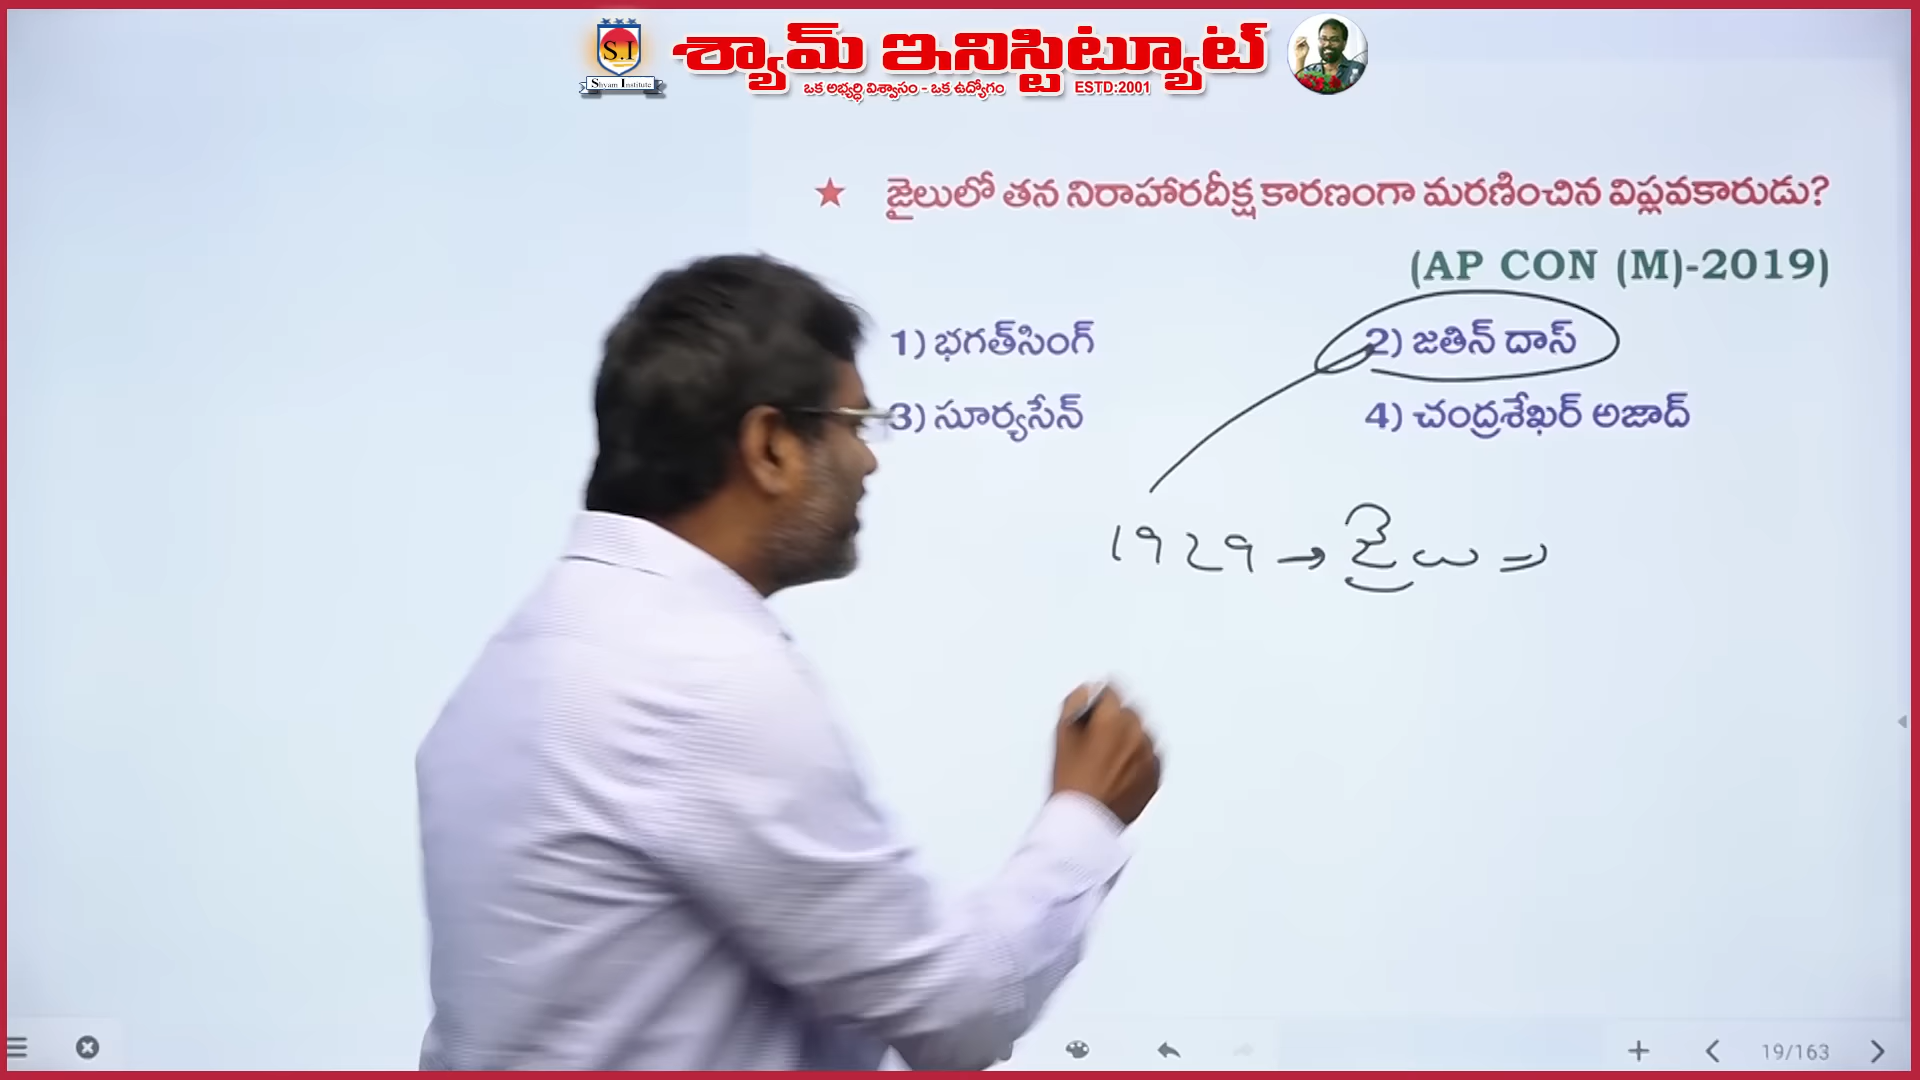 S.I
Shyam Institute
శ్యామ్ ఇనిస్టిట్యూట్
ఒక అభ్యర్థి విశ్వాసం - ఒక ఉద్యోగం ESTD:2001
★ జైలులో తన నిరాహారదీక్ష కారణంగా మరణించిన విప్లవకారుడు?
(AP CON (M)-2019)
1) భగత్‌సింగ్ 2) జతిన్ దాస్
3) సూర్యసేన్ 4) చంద్రశేఖర్ అజాద్
1929 →
19/163